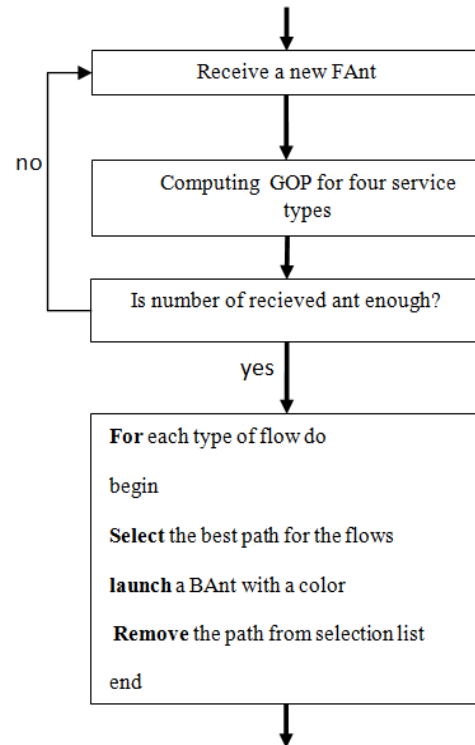 Receive a new FAnt
no
Computing GOP for four service
types
Is number of recieved ant enough?
yes
For each type of flow do
begin
Select the best path for the flows
launch a BAnt with a color
Remove the path from selection list
end